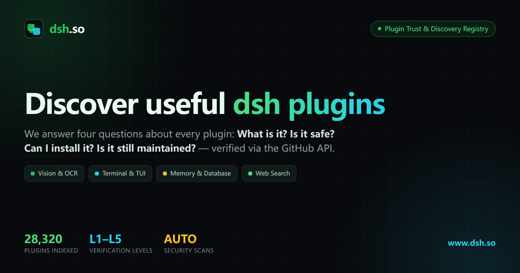 dsh.so
Plugin Trust & Discovery Registry
Discover useful dsh plugins
We answer four questions about every plugin: What is it? Is it safe?
Can I install it? Is it still maintained? — verified via the GitHub API.
Vision & OCR
Terminal & TUI
Memory & Database
Web Search
28,320
PLUGINS INDEXED
L1–L5
VERIFICATION LEVELS
AUTO
SECURITY SCANS
www.dsh.so